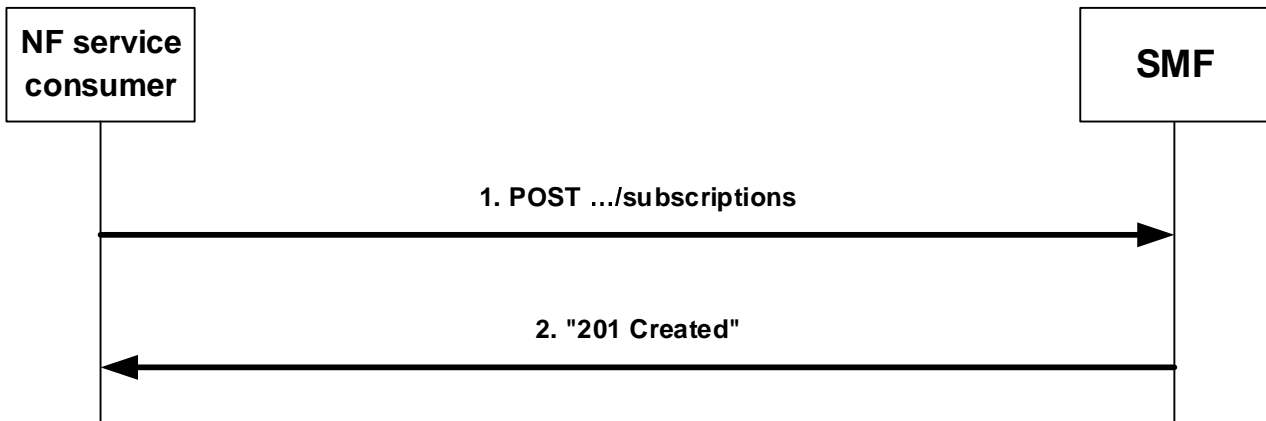 NF service
consumer
SMF
1. POST …/subscriptions
2. "201 Created"